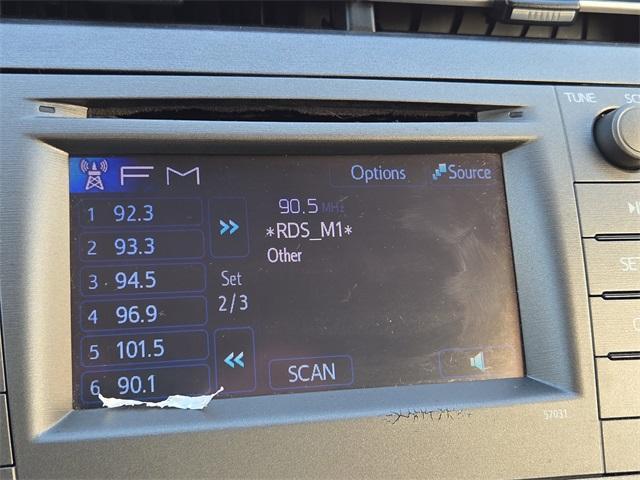 TUNE
FM
Options
Source
1 92.3
2 93.3
3 94.5
4 96.9
5 101.5
6 90.1
Set
2/3
90.5 MHz
*RDS_M1*
Other
SCAN
57031